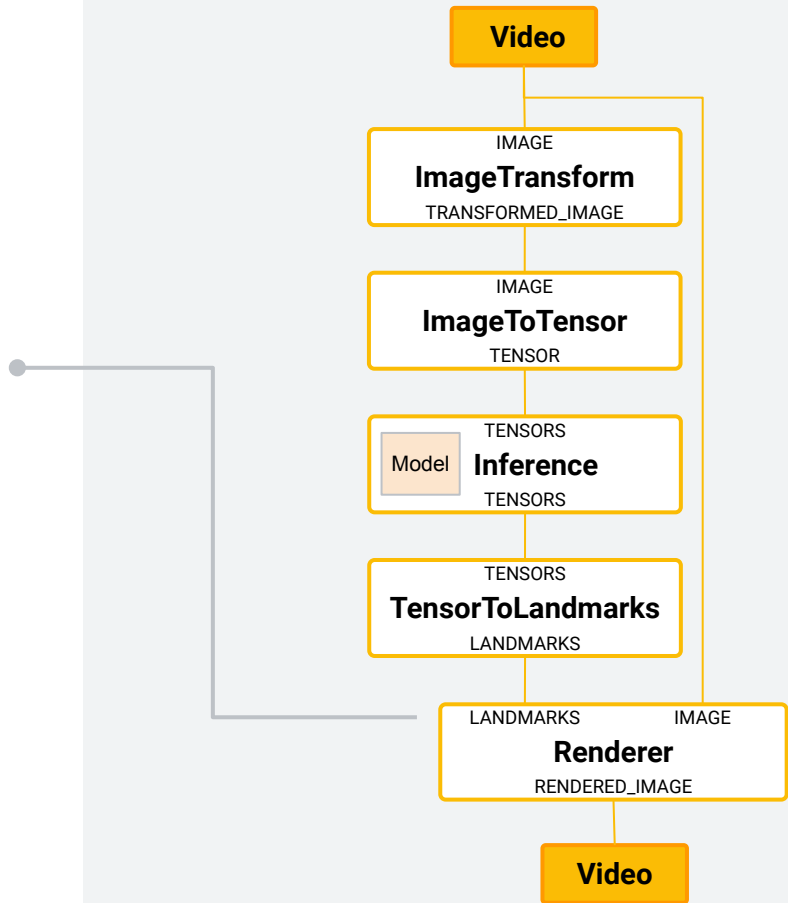 Video
IMAGE
ImageTransform
TRANSFORMED_IMAGE
IMAGE
ImageToTensor
TENSOR
TENSORS
Model
Inference
TENSORS
TENSORS
TensorToLandmarks
LANDMARKS
LANDMARKS IMAGE
Renderer
RENDERED_IMAGE
Video